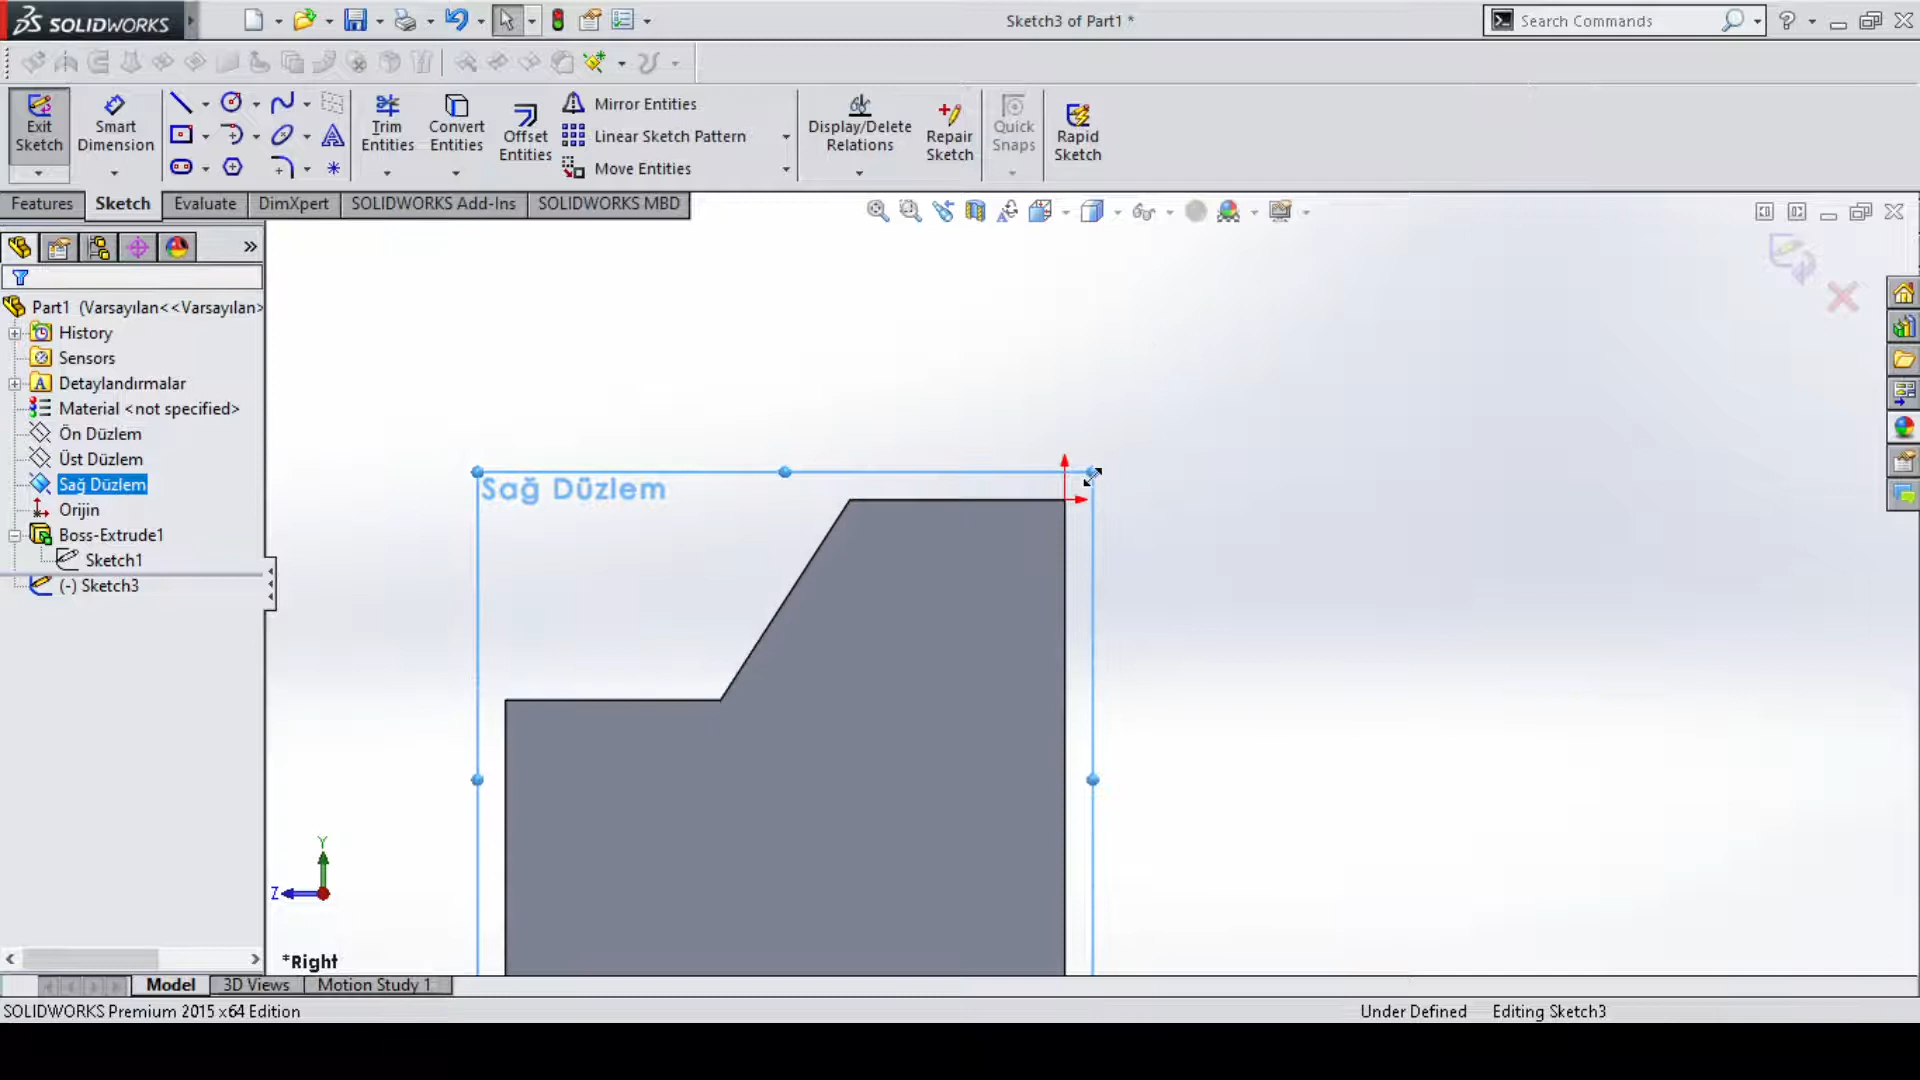 SOLIDWORKS
Sketch3 of Part1 *
Search Commands
Exit Sketch
Smart Dimension
Trim Entities
Convert Entities
Offset Entities
Mirror Entities
Linear Sketch Pattern
Move Entities
Display/Delete Relations
Repair Sketch
Quick Snaps
Rapid Sketch
Features
Sketch
Evaluate
DimXpert
SOLIDWORKS Add-Ins
SOLIDWORKS MBD
Part1 (Varsayılan<<Varsayılan>
History
Sensors
Detaylandırmalar
Material <not specified>
Ön Düzlem
Üst Düzlem
Sağ Düzlem
Orijin
Boss-Extrude1
Sketch1
(-) Sketch3
Sağ Düzlem
Y
Z
*Right
Model
3D Views
Motion Study 1
SOLIDWORKS Premium 2015 x64 Edition
Under Defined
Editing Sketch3